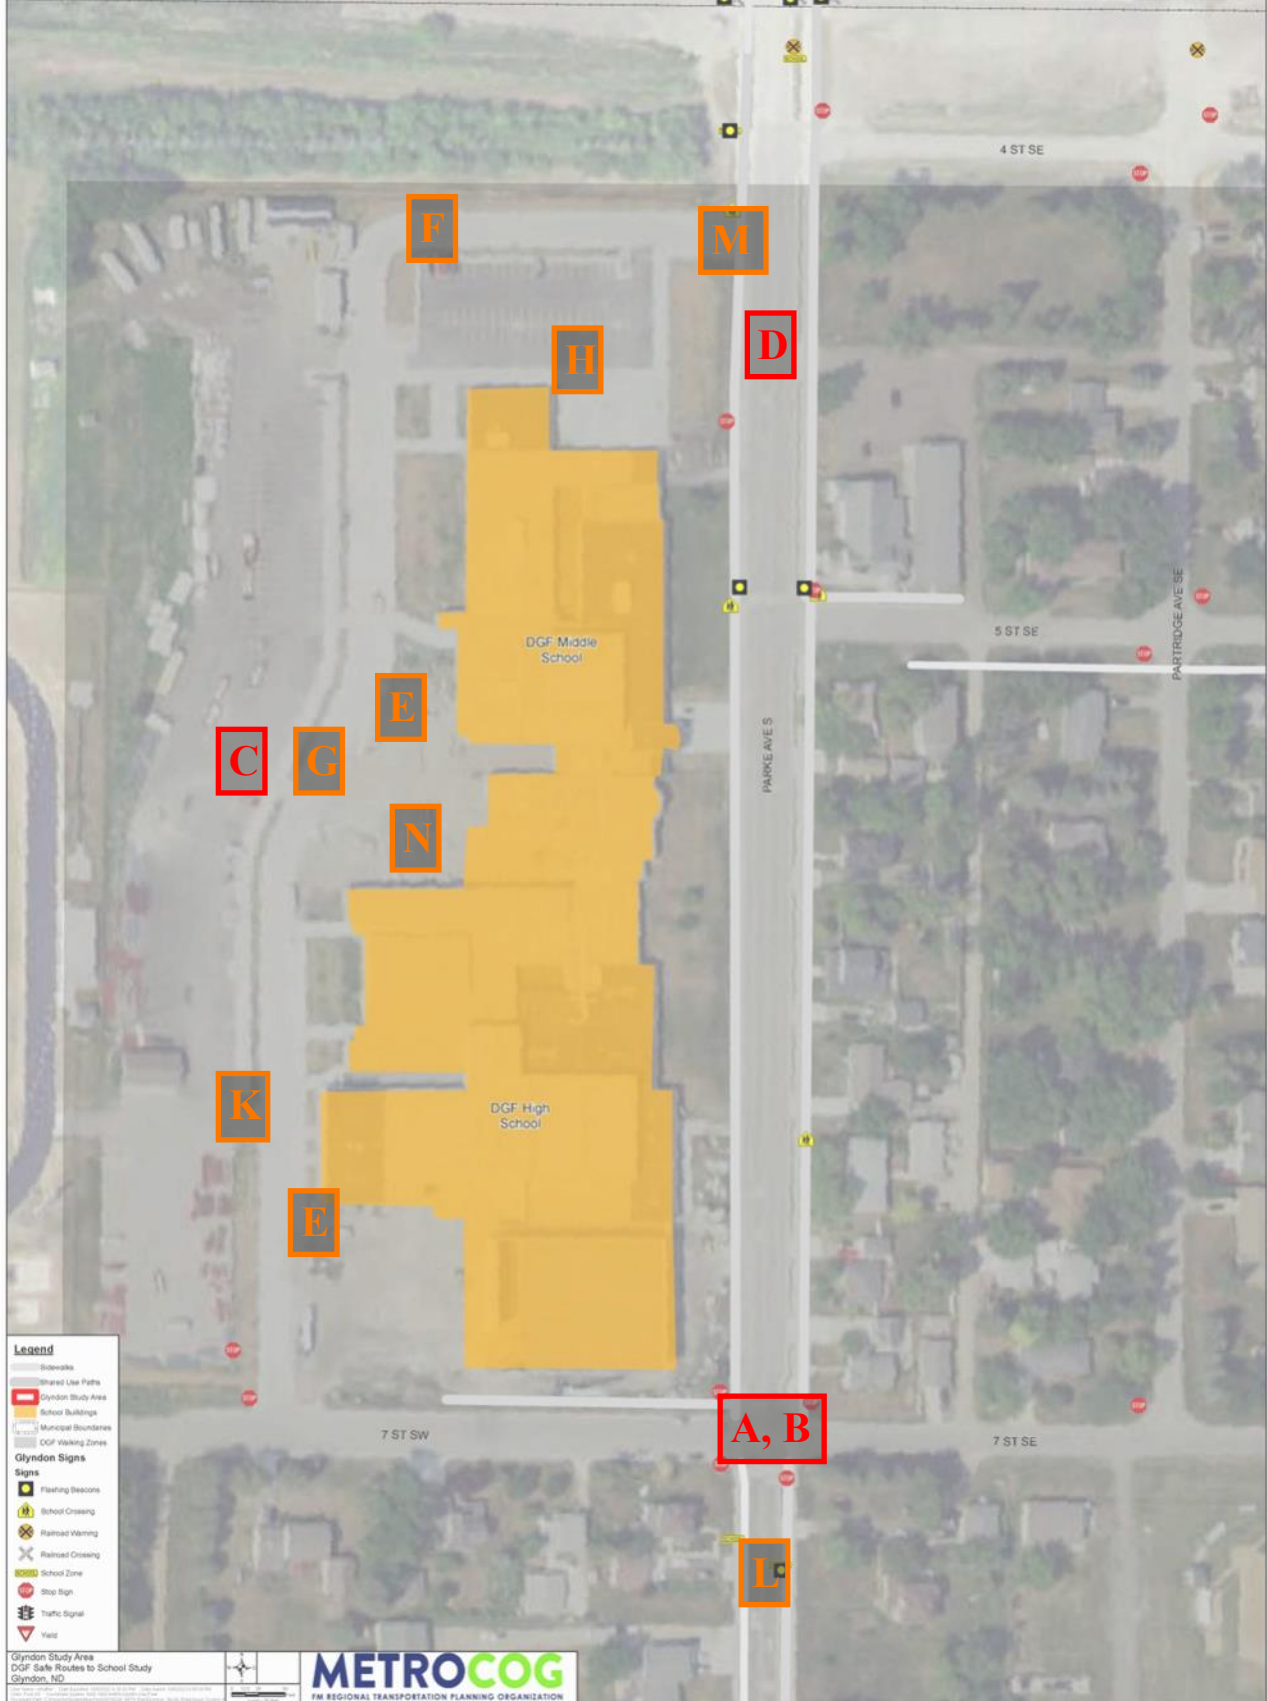 4 ST SE
F
M
D
H
STOP
PARTRIDGE AVE SE
5 ST SE
DGF Middle
School
E
C
G
PARKE AVE S
N
K
DGF High
School
E
Legend
Sidewalks
Shared Use Paths
Glyndon Study Area
School Buildings
Municipal Boundaries
DGF Walking Zones
Glyndon Signs
Signs
Flashing Beacons
School Crossing
Railroad Warning
Railroad Crossing
SCHOOL School Zone
STOP Stop Sign
Traffic Signal
Yield
7 ST SW
A, B
7 ST SE
L
Glyndon Study Area
DGF Safe Routes to School Study
Glyndon, ND
METROCOG
FM REGIONAL TRANSPORTATION PLANNING ORGANIZATION